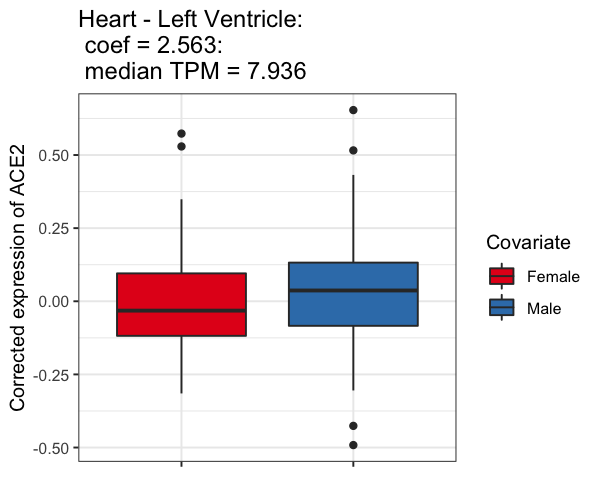 Heart - Left Ventricle:
coef = 2.563:
median TPM = 7.936
Corrected expression of ACE2
0.50
0.25
0.00
-0.25
-0.50
Covariate
Female
Male